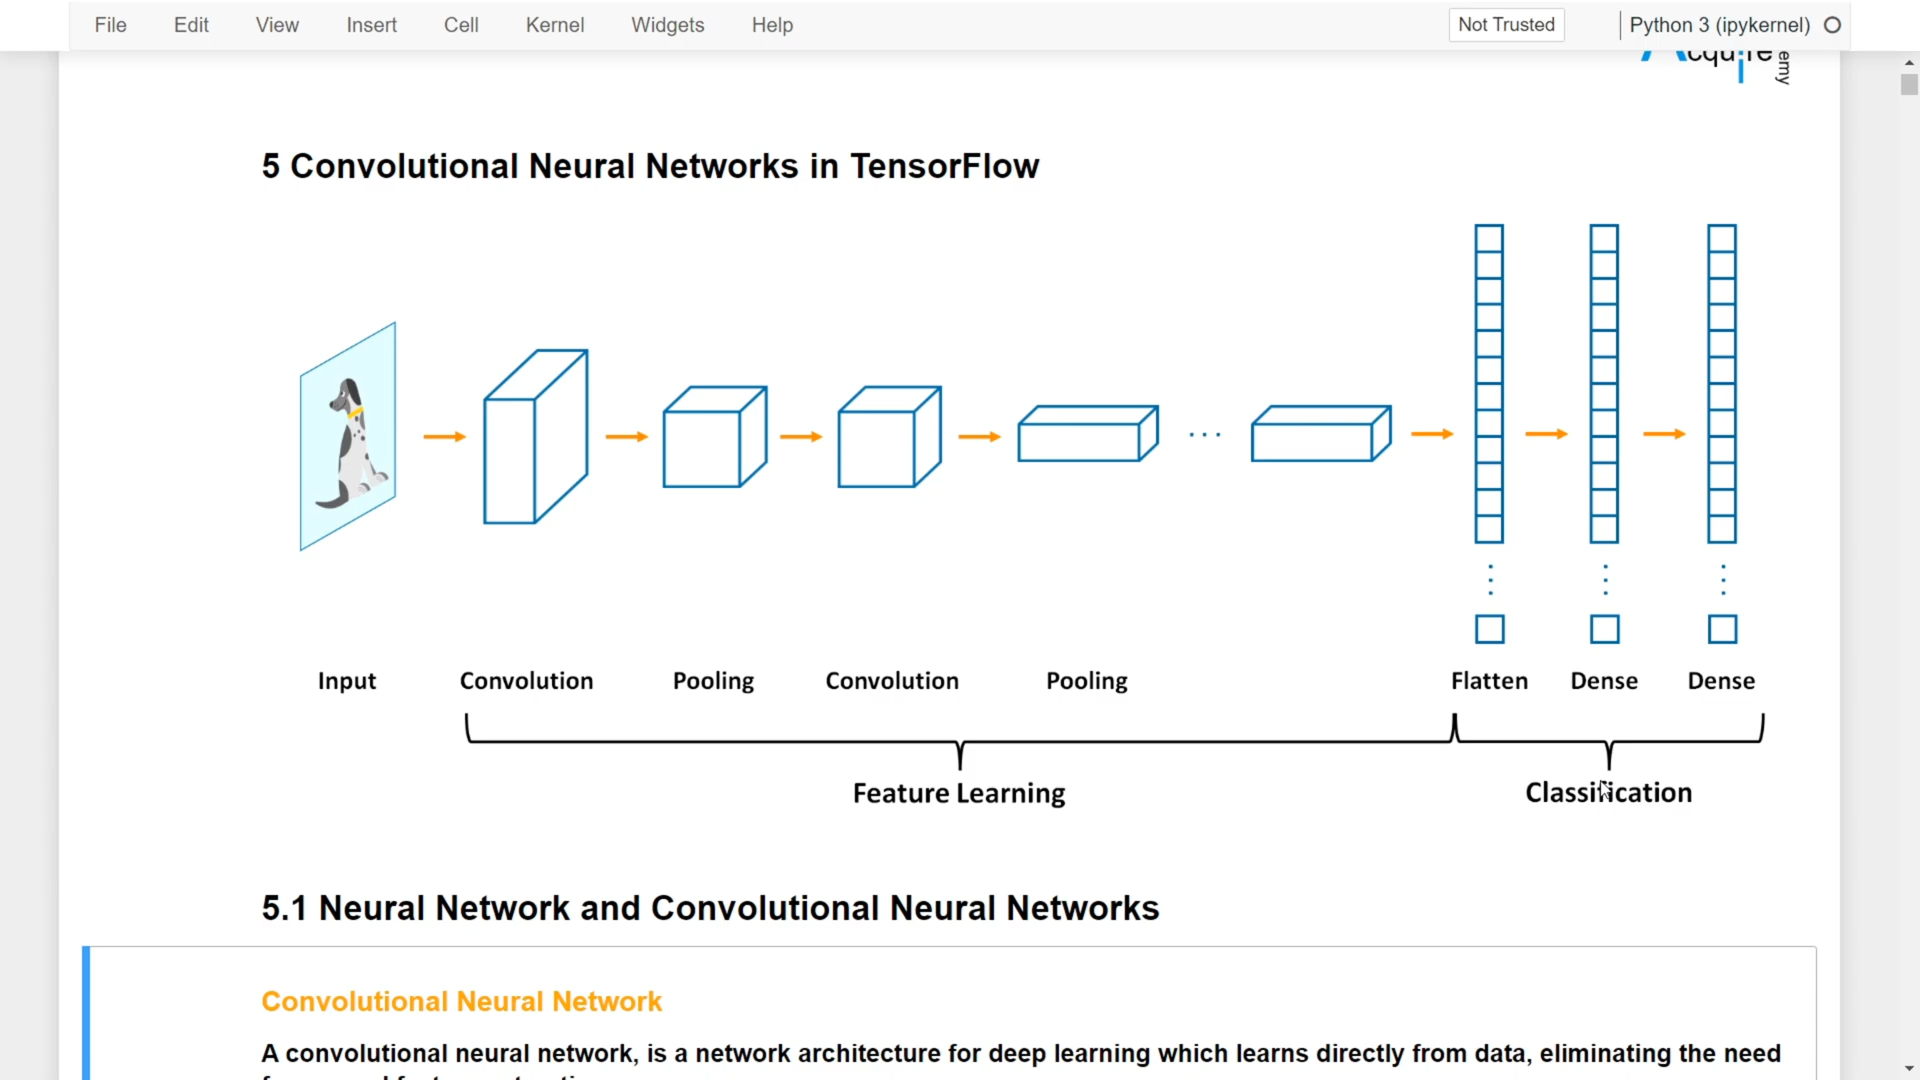 File Edit View Insert Cell Kernel Widgets Help Not Trusted Python 3 (ipykernel)
5 Convolutional Neural Networks in TensorFlow
Input Convolution Pooling Convolution Pooling Flatten Dense Dense
Feature Learning Classification
5.1 Neural Network and Convolutional Neural Networks
Convolutional Neural Network
A convolutional neural network, is a network architecture for deep learning which learns directly from data, eliminating the need